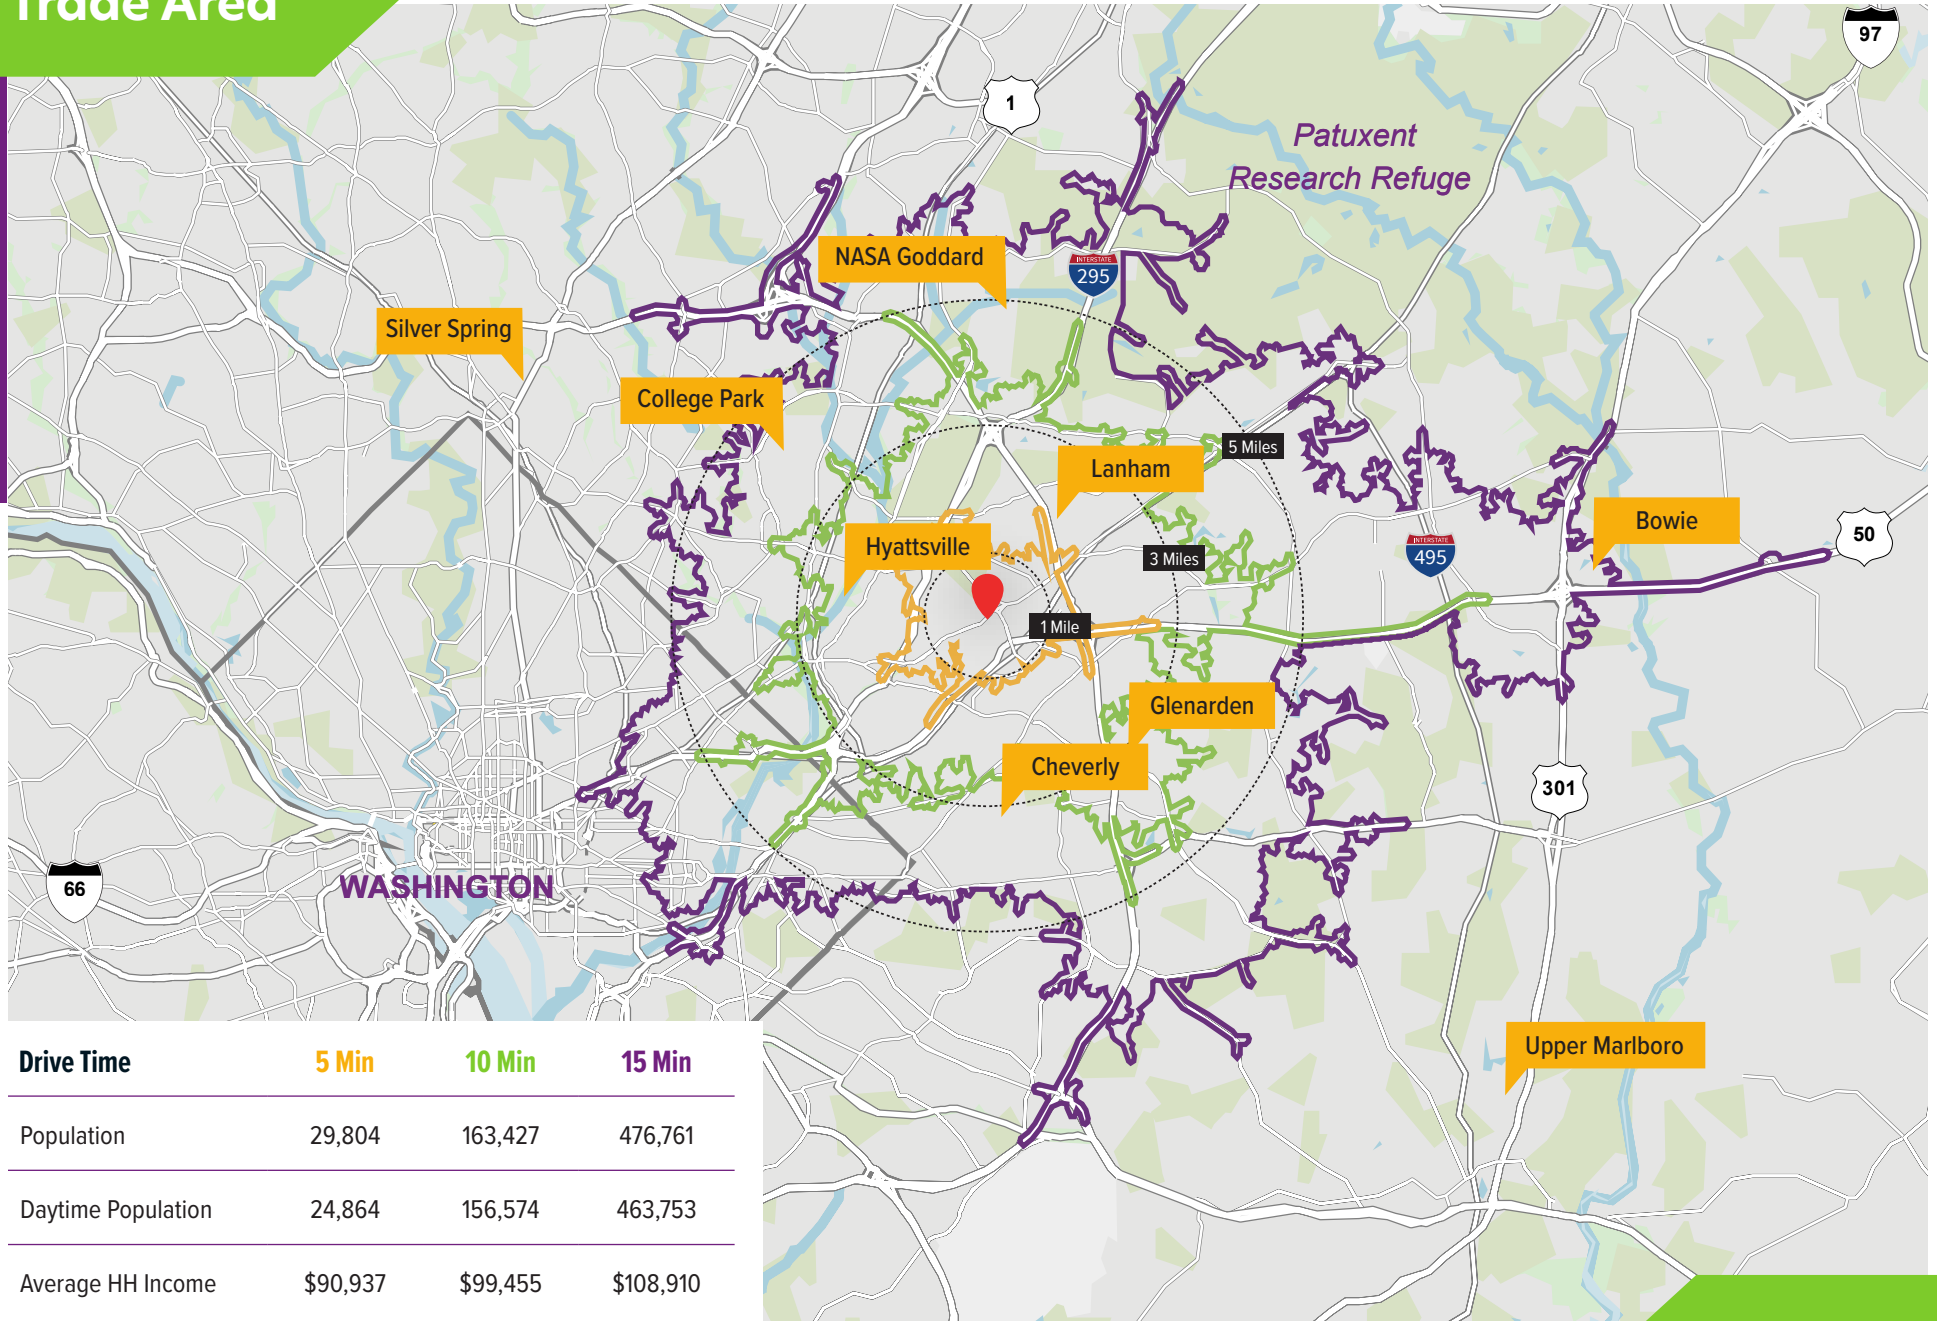 Trade Area
97
1
Patuxent
Research Refuge
NASA Goddard
INTERSTATE
295
Silver Spring
College Park
5 Miles
Lanham
Bowie
50
Hyattsville
3 Miles
INTERSTATE
495
1 Mile
Glenarden
Cheverly
301
66
WASHINGTON
Upper Marlboro
Drive Time 5 Min 10 Min 15 Min
Population 29,804 163,427 476,761
Daytime Population 24,864 156,574 463,753
Average HH Income $90,937 $99,455 $108,910